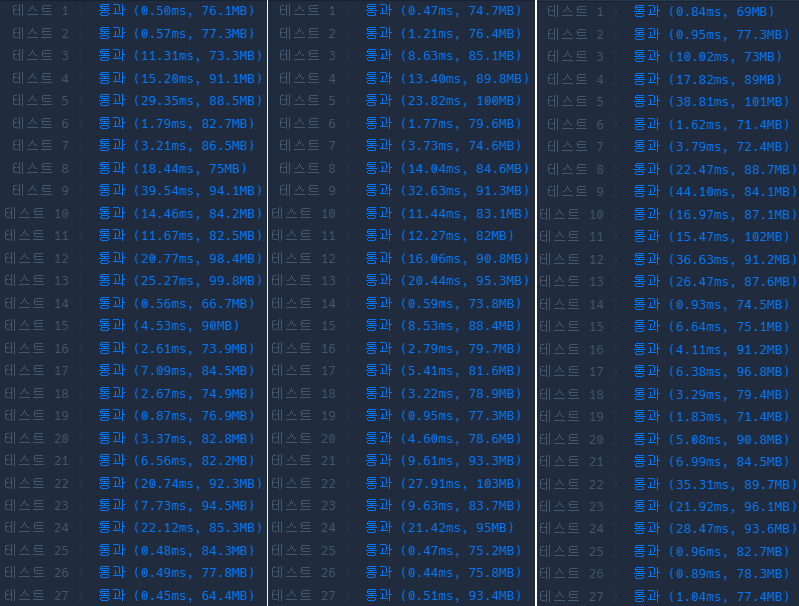 테스트 1 〉 통과 (0.50ms, 76.1MB)
테스트 2 〉 통과 (0.57ms, 77.3MB)
테스트 3 〉 통과 (11.31ms, 73.3MB)
테스트 4 〉 통과 (15.20ms, 91.1MB)
테스트 5 〉 통과 (29.35ms, 88.5MB)
테스트 6 〉 통과 (1.79ms, 82.7MB)
테스트 7 〉 통과 (3.21ms, 86.5MB)
테스트 8 〉 통과 (18.44ms, 75MB)
테스트 9 〉 통과 (39.54ms, 94.1MB)
테스트 10 〉 통과 (14.46ms, 84.2MB)
테스트 11 〉 통과 (11.67ms, 82.5MB)
테스트 12 〉 통과 (20.77ms, 98.4MB)
테스트 13 〉 통과 (25.27ms, 99.8MB)
테스트 14 〉 통과 (0.56ms, 66.7MB)
테스트 15 〉 통과 (4.53ms, 90MB)
테스트 16 〉 통과 (2.61ms, 73.9MB)
테스트 17 〉 통과 (7.09ms, 84.5MB)
테스트 18 〉 통과 (2.67ms, 74.9MB)
테스트 19 〉 통과 (0.87ms, 76.9MB)
테스트 20 〉 통과 (3.37ms, 82.8MB)
테스트 21 〉 통과 (6.56ms, 82.2MB)
테스트 22 〉 통과 (20.74ms, 92.3MB)
테스트 23 〉 통과 (7.73ms, 94.5MB)
테스트 24 〉 통과 (22.12ms, 85.3MB)
테스트 25 〉 통과 (0.48ms, 84.3MB)
테스트 26 〉 통과 (0.49ms, 77.8MB)
테스트 27 〉 통과 (0.45ms, 64.4MB)
테스트 1 〉 통과 (0.47ms, 74.7MB)
테스트 2 〉 통과 (1.21ms, 76.4MB)
테스트 3 〉 통과 (8.63ms, 85.1MB)
테스트 4 〉 통과 (13.40ms, 89.8MB)
테스트 5 〉 통과 (23.82ms, 100MB)
테스트 6 〉 통과 (1.77ms, 79.6MB)
테스트 7 〉 통과 (3.73ms, 74.6MB)
테스트 8 〉 통과 (14.04ms, 84.6MB)
테스트 9 〉 통과 (32.63ms, 91.3MB)
테스트 10 〉 통과 (11.44ms, 83.1MB)
테스트 11 〉 통과 (12.27ms, 82MB)
테스트 12 〉 통과 (16.06ms, 90.8MB)
테스트 13 〉 통과 (20.44ms, 95.3MB)
테스트 14 〉 통과 (0.59ms, 73.8MB)
테스트 15 〉 통과 (8.53ms, 88.4MB)
테스트 16 〉 통과 (2.79ms, 79.7MB)
테스트 17 〉 통과 (5.41ms, 81.6MB)
테스트 18 〉 통과 (3.22ms, 78.9MB)
테스트 19 〉 통과 (0.95ms, 77.3MB)
테스트 20 〉 통과 (4.60ms, 78.6MB)
테스트 21 〉 통과 (9.61ms, 93.3MB)
테스트 22 〉 통과 (27.91ms, 103MB)
테스트 23 〉 통과 (9.63ms, 83.7MB)
테스트 24 〉 통과 (21.42ms, 95MB)
테스트 25 〉 통과 (0.47ms, 75.2MB)
테스트 26 〉 통과 (0.44ms, 75.8MB)
테스트 27 〉 통과 (0.51ms, 93.4MB)
테스트 1 〉 통과 (0.84ms, 69MB)
테스트 2 〉 통과 (0.95ms, 77.3MB)
테스트 3 〉 통과 (10.02ms, 73MB)
테스트 4 〉 통과 (17.82ms, 89MB)
테스트 5 〉 통과 (38.81ms, 101MB)
테스트 6 〉 통과 (1.62ms, 71.4MB)
테스트 7 〉 통과 (3.79ms, 72.4MB)
테스트 8 〉 통과 (22.47ms, 88.7MB)
테스트 9 〉 통과 (44.10ms, 84.1MB)
테스트 10 〉 통과 (16.97ms, 87.1MB)
테스트 11 〉 통과 (15.47ms, 102MB)
테스트 12 〉 통과 (36.63ms, 91.2MB)
테스트 13 〉 통과 (26.47ms, 87.6MB)
테스트 14 〉 통과 (0.93ms, 74.5MB)
테스트 15 〉 통과 (6.64ms, 75.1MB)
테스트 16 〉 통과 (4.11ms, 91.2MB)
테스트 17 〉 통과 (6.38ms, 96.8MB)
테스트 18 〉 통과 (3.29ms, 79.4MB)
테스트 19 〉 통과 (1.83ms, 71.4MB)
테스트 20 〉 통과 (5.08ms, 90.8MB)
테스트 21 〉 통과 (6.99ms, 84.5MB)
테스트 22 〉 통과 (35.31ms, 89.7MB)
테스트 23 〉 통과 (21.92ms, 96.1MB)
테스트 24 〉 통과 (28.47ms, 93.6MB)
테스트 25 〉 통과 (0.96ms, 82.7MB)
테스트 26 〉 통과 (0.89ms, 78.3MB)
테스트 27 〉 통과 (1.04ms, 77.4MB)